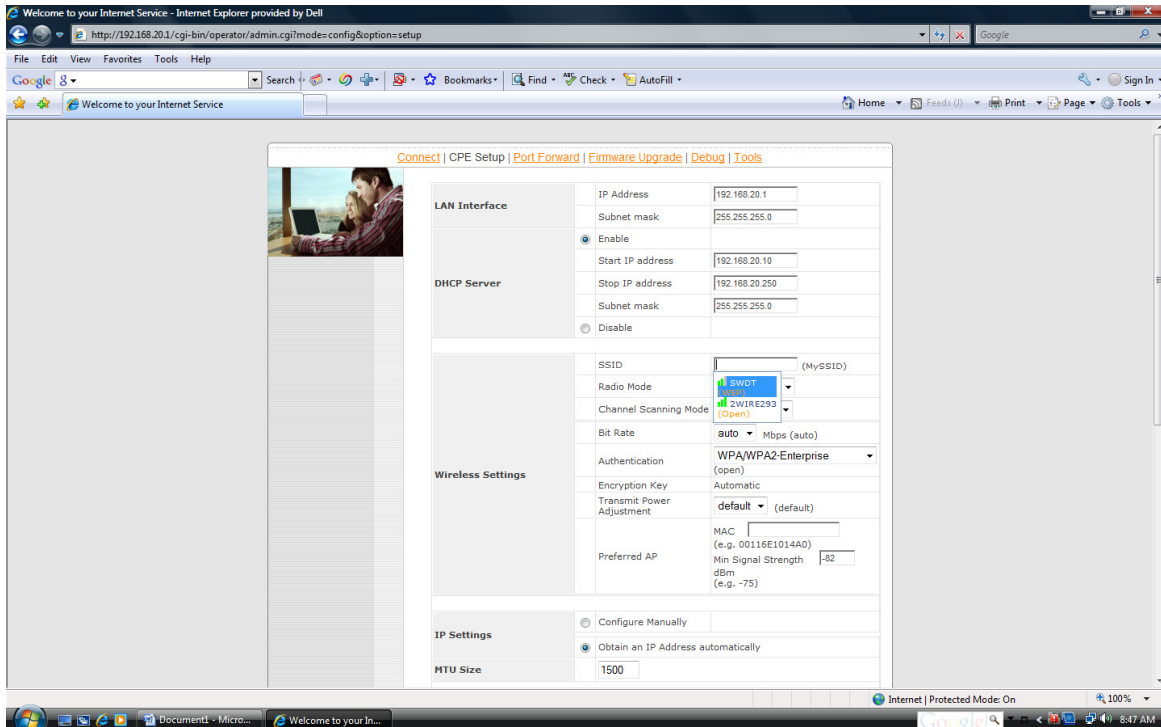 Welcome to your Internet Service - Internet Explorer provided by Dell
http://192.168.20.1/cgi-bin/operator/admin.cgi?mode=config&option=setup
Google
File Edit View Favorites Tools Help
Google Search Bookmarks Find Check AutoFill Sign In
Welcome to your Internet Service Home Feeds (J) Print Page Tools
Connect | CPE Setup | Port Forward | Firmware Upgrade | Debug | Tools
LAN Interface
IP Address 192.168.20.1
Subnet mask 255.255.255.0
DHCP Server
Enable
Start IP address 192.168.20.10
Stop IP address 192.168.20.250
Subnet mask 255.255.255.0
Disable
Wireless Settings
SSID (MySSID)
SWDT
(WEP)
2WIRE293
(Open)
Radio Mode
Channel Scanning Mode
Bit Rate auto Mbps (auto)
Authentication WPA/WPA2-Enterprise
(open)
Encryption Key Automatic
Transmit Power
Adjustment default (default)
Preferred AP
MAC
(e.g. 00116E1014A0)
Min Signal Strength -82
dBm
(e.g. -75)
IP Settings
Configure Manually
Obtain an IP Address automatically
MTU Size 1500
Internet | Protected Mode: On 100%
Document1 - Micro... Welcome to your In... Google 8:47 AM